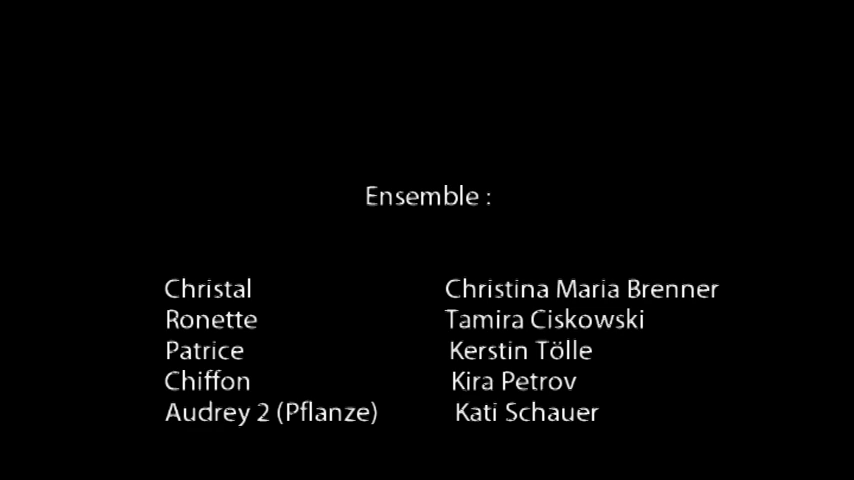 Ensemble :
Christal Christina Maria Brenner
Ronette Tamira Ciskowski
Patrice Kerstin Tölle
Chiffon Kira Petrov
Audrey 2 (Pflanze) Kati Schauer